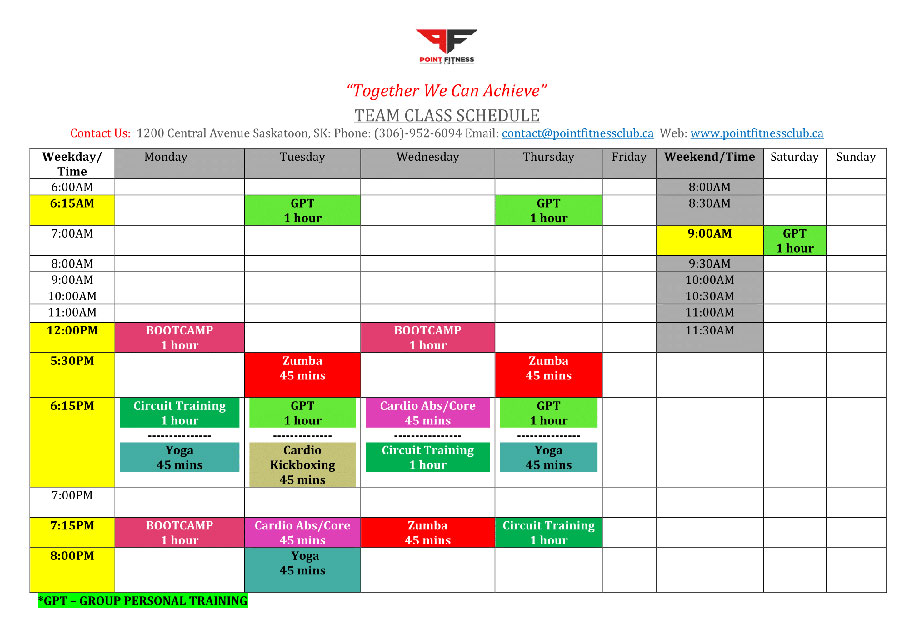 PF
POINT FITNESS
“Together We Can Achieve”
TEAM CLASS SCHEDULE
Contact Us: 1200 Central Avenue Saskatoon, SK: Phone: (306)-952-6094 Email: contact@pointfitnessclub.ca Web: www.pointfitnessclub.ca
Weekday/ Monday Tuesday Wednesday Thursday Friday Weekend/Time Saturday Sunday
Time
6:00AM 8:00AM
6:15AM GPT GPT 8:30AM
1 hour 1 hour
7:00AM 9:00AM GPT
1 hour
8:00AM 9:30AM
9:00AM 10:00AM
10:00AM 10:30AM
11:00AM 11:00AM
12:00PM BOOTCAMP BOOTCAMP 11:30AM
1 hour 1 hour
5:30PM Zumba Zumba
45 mins 45 mins
6:15PM Circuit Training GPT Cardio Abs/Core GPT
1 hour 1 hour 45 mins 1 hour
--------------- -------------- ---------------- ---------------
Yoga Cardio Circuit Training Yoga
45 mins Kickboxing 1 hour 45 mins
45 mins
7:00PM
7:15PM BOOTCAMP Cardio Abs/Core Zumba Circuit Training
1 hour 45 mins 45 mins 1 hour
8:00PM Yoga
45 mins
*GPT – GROUP PERSONAL TRAINING